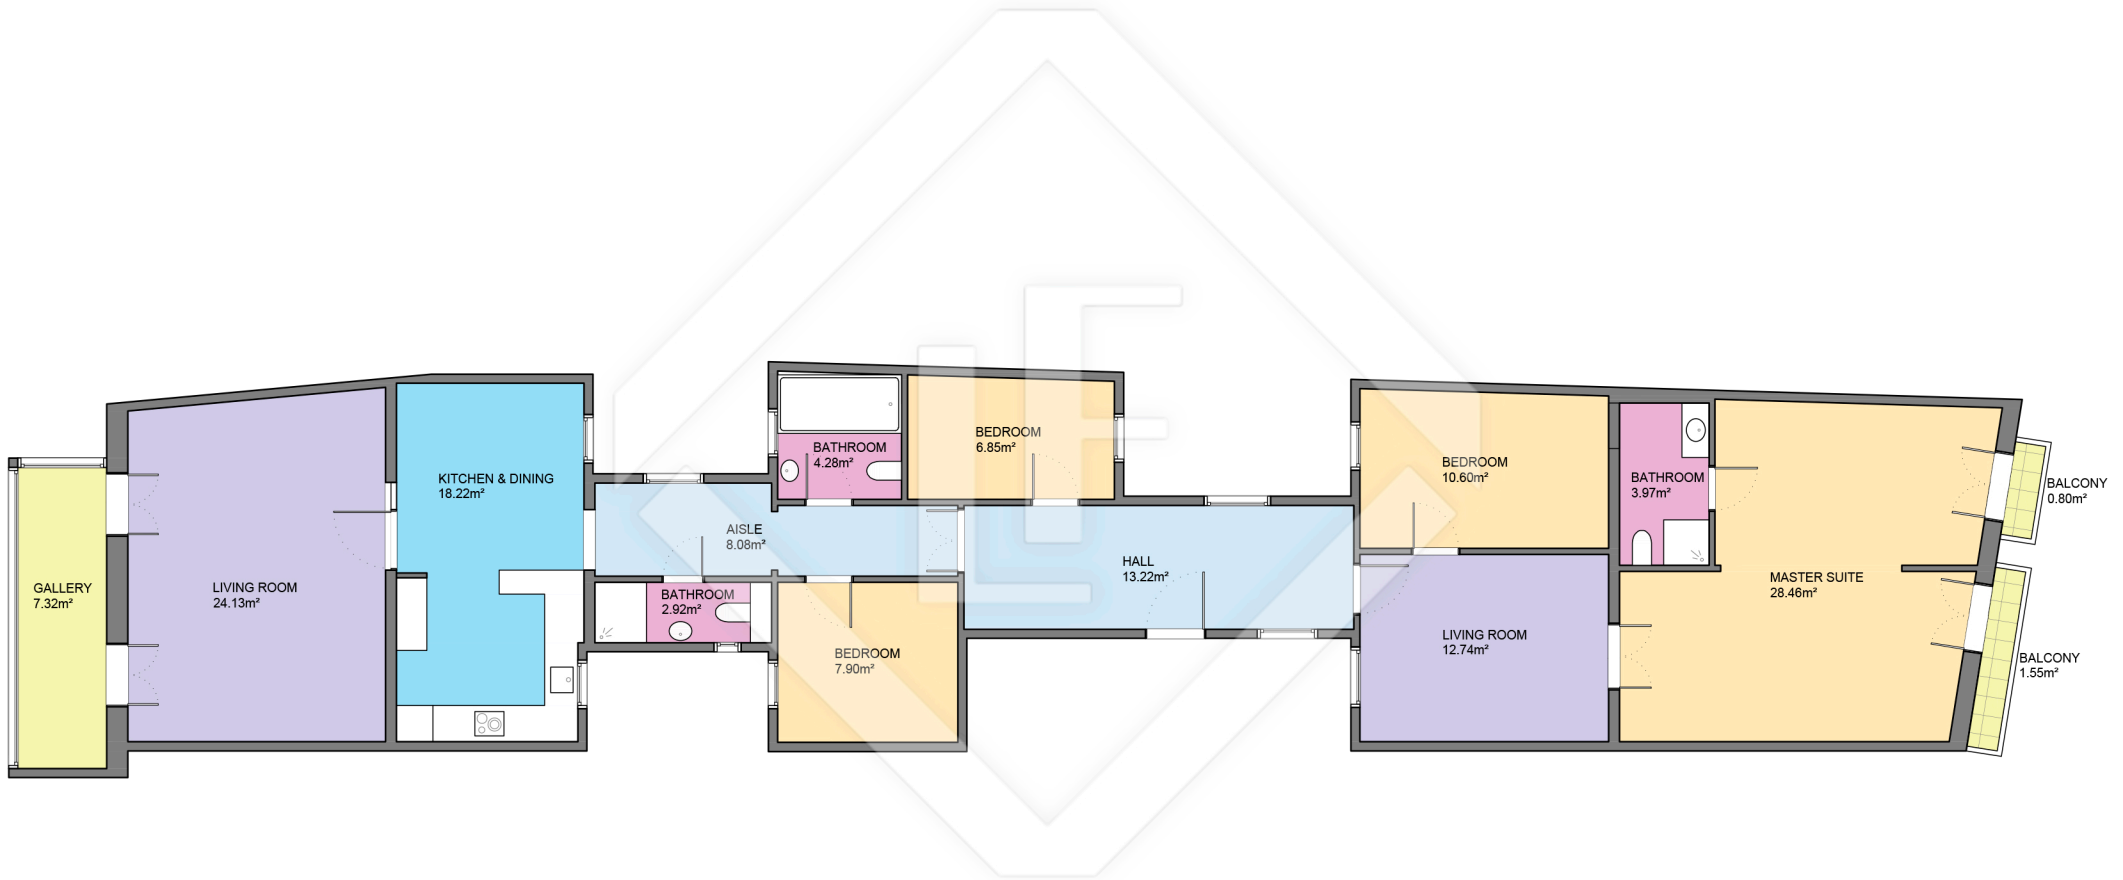 GALLERY
7.32m²
LIVING ROOM
24.13m²
KITCHEN & DINING
18.22m²
AISLE
8.08m²
BATHROOM
2.92m²
BATHROOM
4.28m²
BEDROOM
6.85m²
BEDROOM
7.90m²
HALL
13.22m²
BEDROOM
10.60m²
LIVING ROOM
12.74m²
BATHROOM
3.97m²
MASTER SUITE
28.46m²
BALCONY
0.80m²
BALCONY
1.55m²
LF